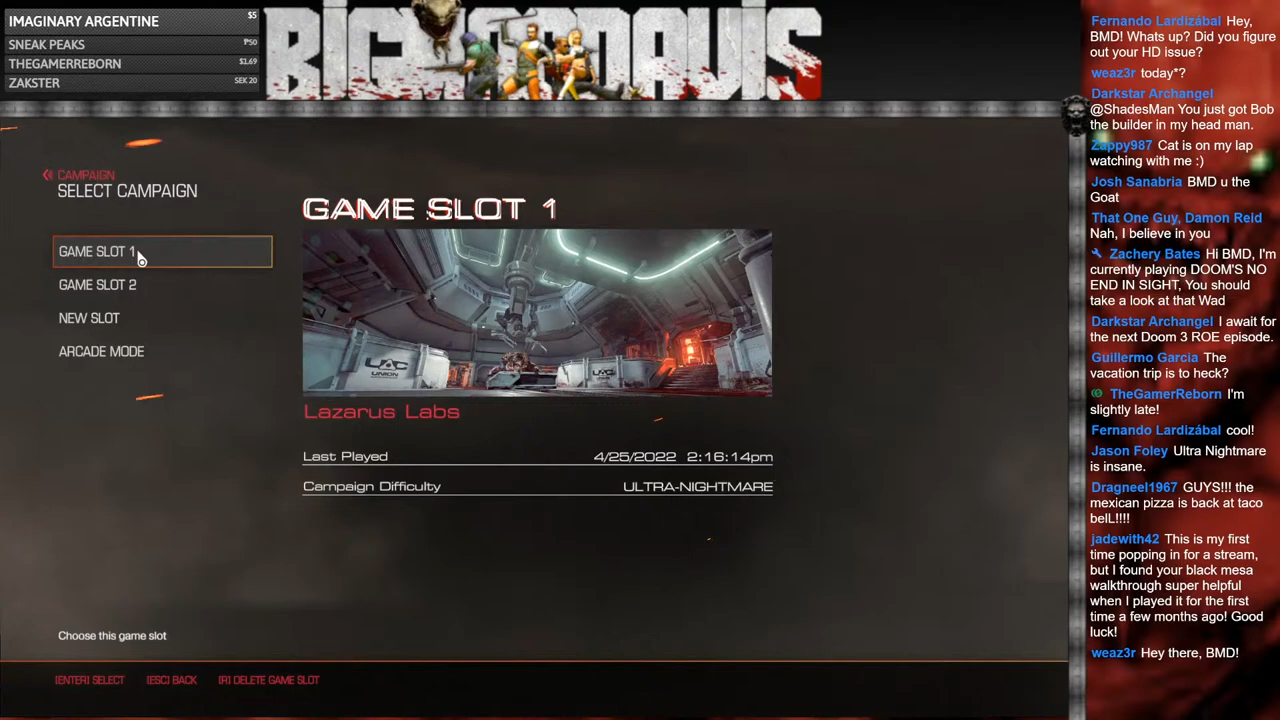 IMAGINARY ARGENTINE $5
SNEAK PEAKS ₱50
THEGAMERREBORN $1.69
ZAKSTER SEK 20
BIGMACDAVIS
CAMPAIGN
SELECT CAMPAIGN
GAME SLOT 1
GAME SLOT 2
NEW SLOT
ARCADE MODE
GAME SLOT 1
UAC
UNION
UAC
Lazarus Labs
Last Played 4/25/2022 2:16:14pm
Campaign Difficulty ULTRA-NIGHTMARE
Choose this game slot
[ENTER] SELECT [ESC] BACK [R] DELETE GAME SLOT
Fernando Lardizábal Hey,
BMD! Whats up? Did you figure
out your HD issue?
weaz3r today*?
Darkstar Archangel
@ShadesMan You just got Bob
the builder in my head man.
Zappy987 Cat is on my lap
watching with me :)
Josh Sanabria BMD u the
Goat
That One Guy, Damon Reid
Nah, I believe in you
Zachery Bates Hi BMD, I'm
currently playing DOOM'S NO
END IN SIGHT, You should
take a look at that Wad
Darkstar Archangel I await for
the next Doom 3 ROE episode.
Guillermo Garcia The
vacation trip is to heck?
TheGamerReborn I'm
slightly late!
Fernando Lardizábal cool!
Jason Foley Ultra Nightmare
is insane.
Dragneel1967 GUYS!!! the
mexican pizza is back at taco
belL!!!!
jadewith42 This is my first
time popping in for a stream,
but I found your black mesa
walkthrough super helpful
when I played it for the first
time a few months ago! Good
luck!
weaz3r Hey there, BMD!